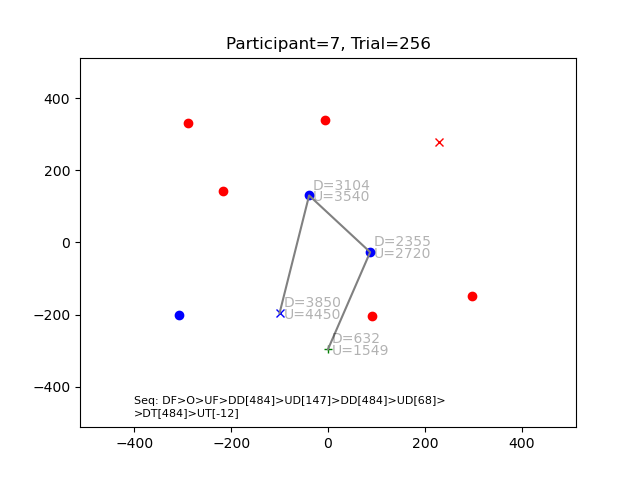 Participant=7, Trial=256
400
200
0
−200
−400
D=3104
U=3540
D=2355
U=2720
D=3850
U=4450
D=632
U=1549
Seq: DF>O>UF>DD[484]>UD[147]>DD[484]>UD[68]>
>DT[484]>UT[-12]
−400 −200 0 200 400